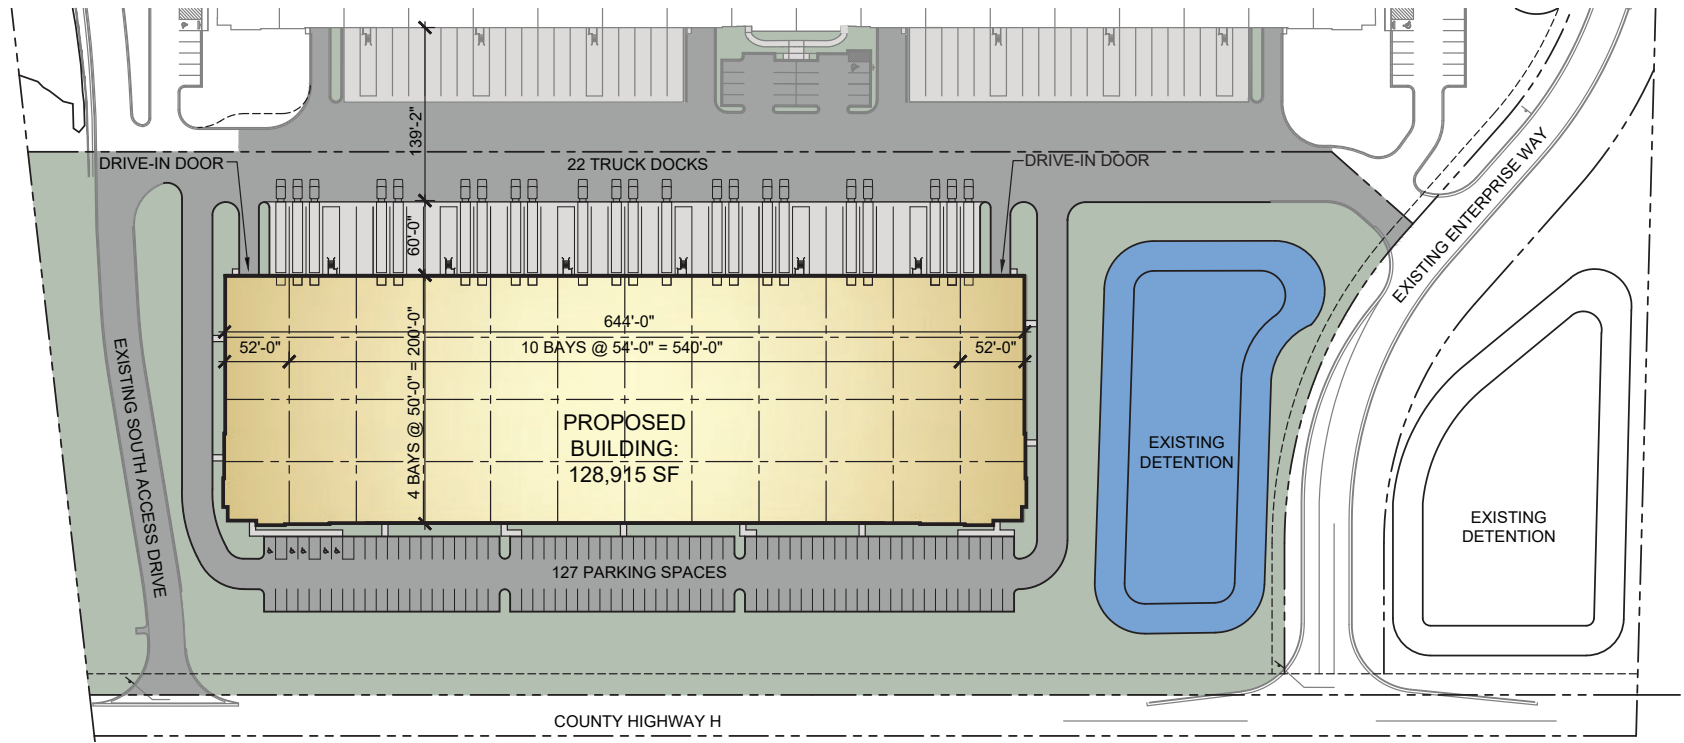 139'-2"
DRIVE-IN DOOR
22 TRUCK DOCKS
DRIVE-IN DOOR
EXISTING ENTERPRISE WAY
60'-0"
644'-0"
52'-0"
10 BAYS @ 54'-0" = 540'-0"
52'-0"
4 BAYS @ 50'-0" = 200'-0"
EXISTING SOUTH ACCESS DRIVE
PROPOSED
BUILDING:
128,915 SF
EXISTING
DETENTION
EXISTING
DETENTION
127 PARKING SPACES
COUNTY HIGHWAY H